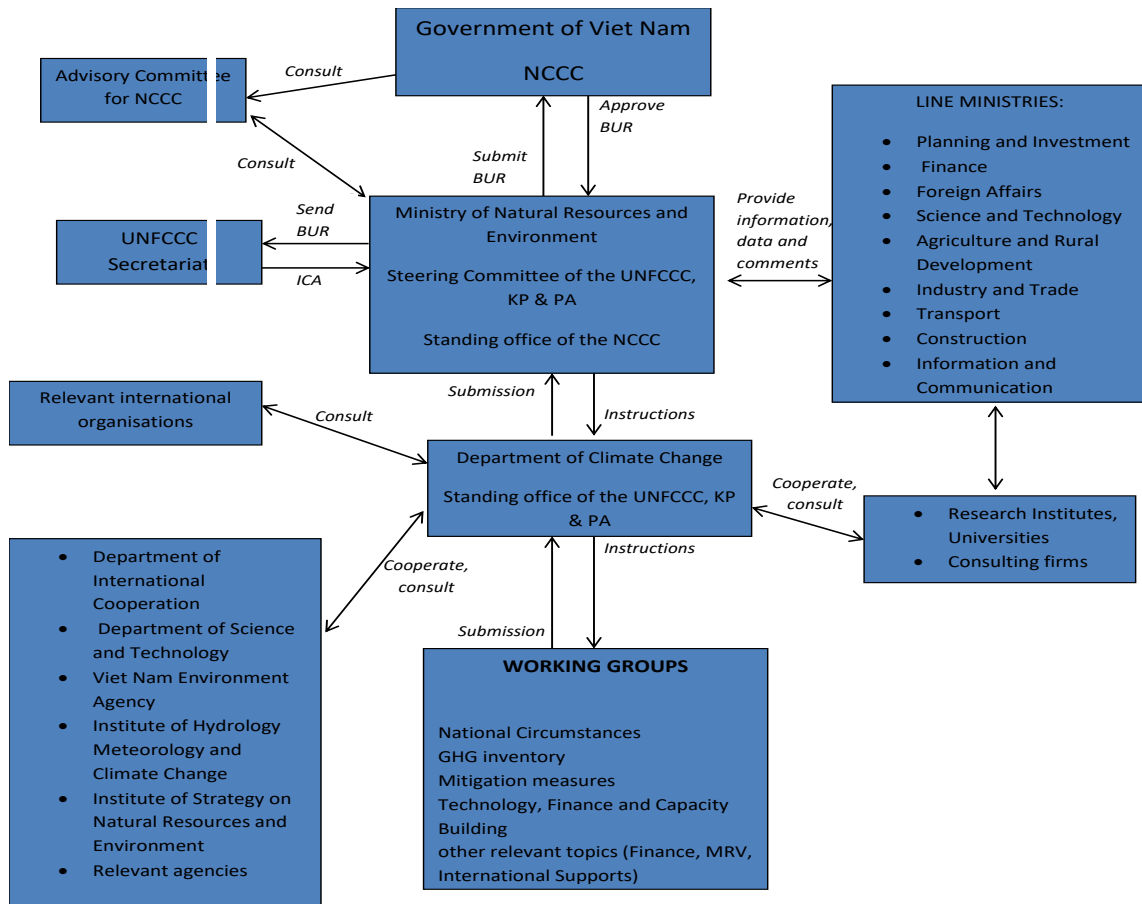 Government of Viet Nam
NCCC
Advisory Committee
for NCCC
Consult
Consult
Submit
BUR
Approve
BUR
UNFCCC
Secretariat
Send
BUR
ICA
Ministry of Natural Resources and
Environment
Steering Committee of the UNFCCC,
KP & PA
Standing office of the NCCC
Provide
information,
data and
comments
LINE MINISTRIES:
• Planning and Investment
• Finance
• Foreign Affairs
• Science and Technology
• Agriculture and Rural
Development
• Industry and Trade
• Transport
• Construction
• Information and
Communication
Submission
Instructions
Relevant international
organisations
Consult
Department of Climate Change
Standing office of the UNFCCC, KP
& PA
Cooperate,
consult
• Research Institutes,
Universities
• Consulting firms
• Department of
International
Cooperation
• Department of Science
and Technology
• Viet Nam Environment
Agency
• Institute of Hydrology
Meteorology and
Climate Change
• Institute of Strategy on
Natural Resources and
Environment
• Relevant agencies
Cooperate,
consult
Submission
Instructions
WORKING GROUPS
National Circumstances
GHG inventory
Mitigation measures
Technology, Finance and Capacity
Building
other relevant topics (Finance, MRV,
International Supports)